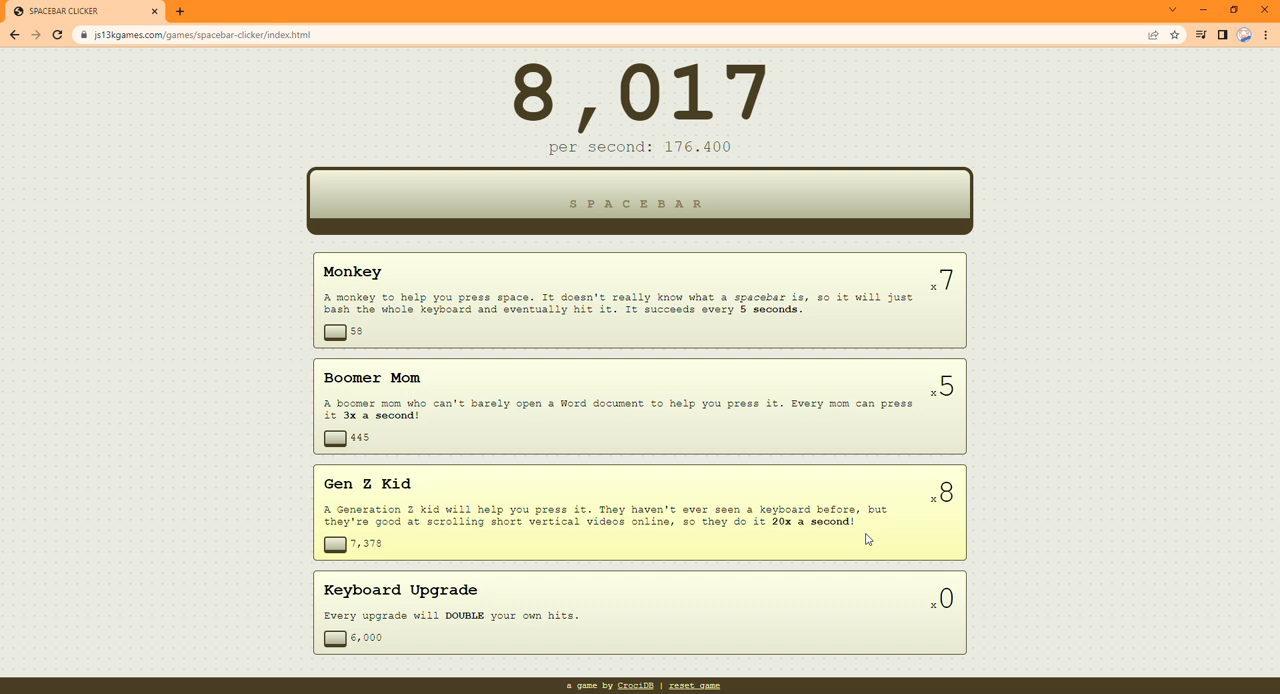 SPACEBAR CLICKER
js13kgames.com/games/spacebar-clicker/index.html
8,017
per second: 176.400
SPACEBAR
Monkey
x7
A monkey to help you press space. It doesn't really know what a spacebar is, so it will just
bash the whole keyboard and eventually hit it. It succeeds every 5 seconds.
58
Boomer Mom
x5
A boomer mom who can't barely open a Word document to help you press it. Every mom can press
it 3x a second!
445
Gen Z Kid
x8
A Generation Z kid will help you press it. They haven't ever seen a keyboard before, but
they're good at scrolling short vertical videos online, so they do it 20x a second!
7,378
Keyboard Upgrade
x0
Every upgrade will DOUBLE your own hits.
6,000
a game by CrociDB | reset game